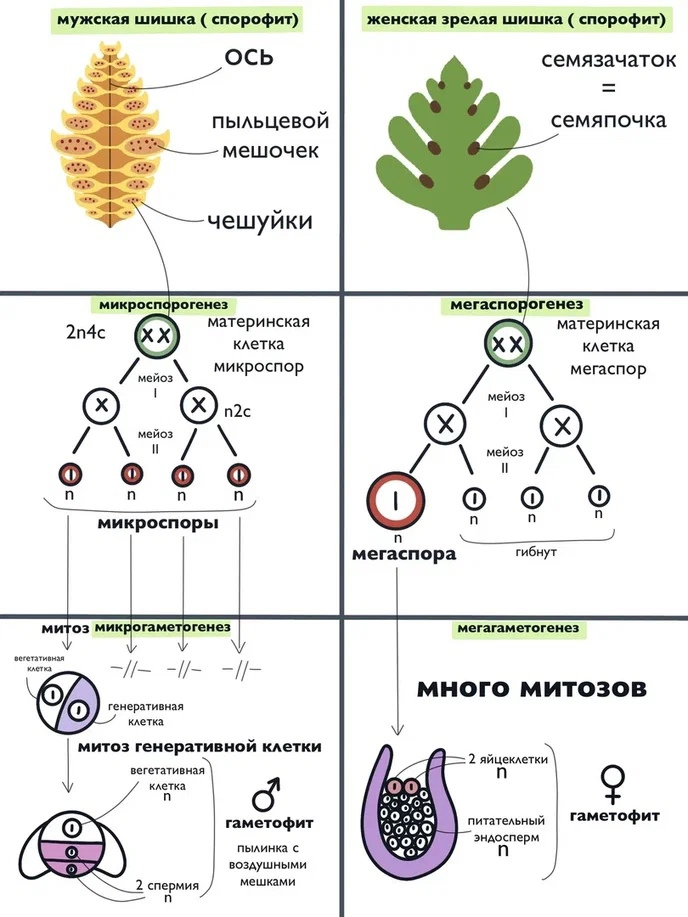 мужская шишка ( спорофит)
ось
пыльцевой
мешочек
чешуйки
женская зрелая шишка ( спорофит)
семязачаток
=
семяпочка
микроспорогенез
2n4c
материнская
клетка
микроспор
мейоз
I
n2c
мейоз
II
n
n
n
n
микроспоры
мегаспорогенез
материнская
клетка
мегаспор
мейоз
I
мейоз
II
n
n
n
n
мегаспора
гибнут
митоз микрогаметогенез
вегетативная
клетка
генеративная
клетка
митоз генеративной клетки
вегетативная
клетка
n
2 спермия
n
гаметофит
пылинка с
воздушными
мешками
мегагаметогенез
много митозов
2 яйцеклетки
n
питательный
эндосперм
n
гаметофит